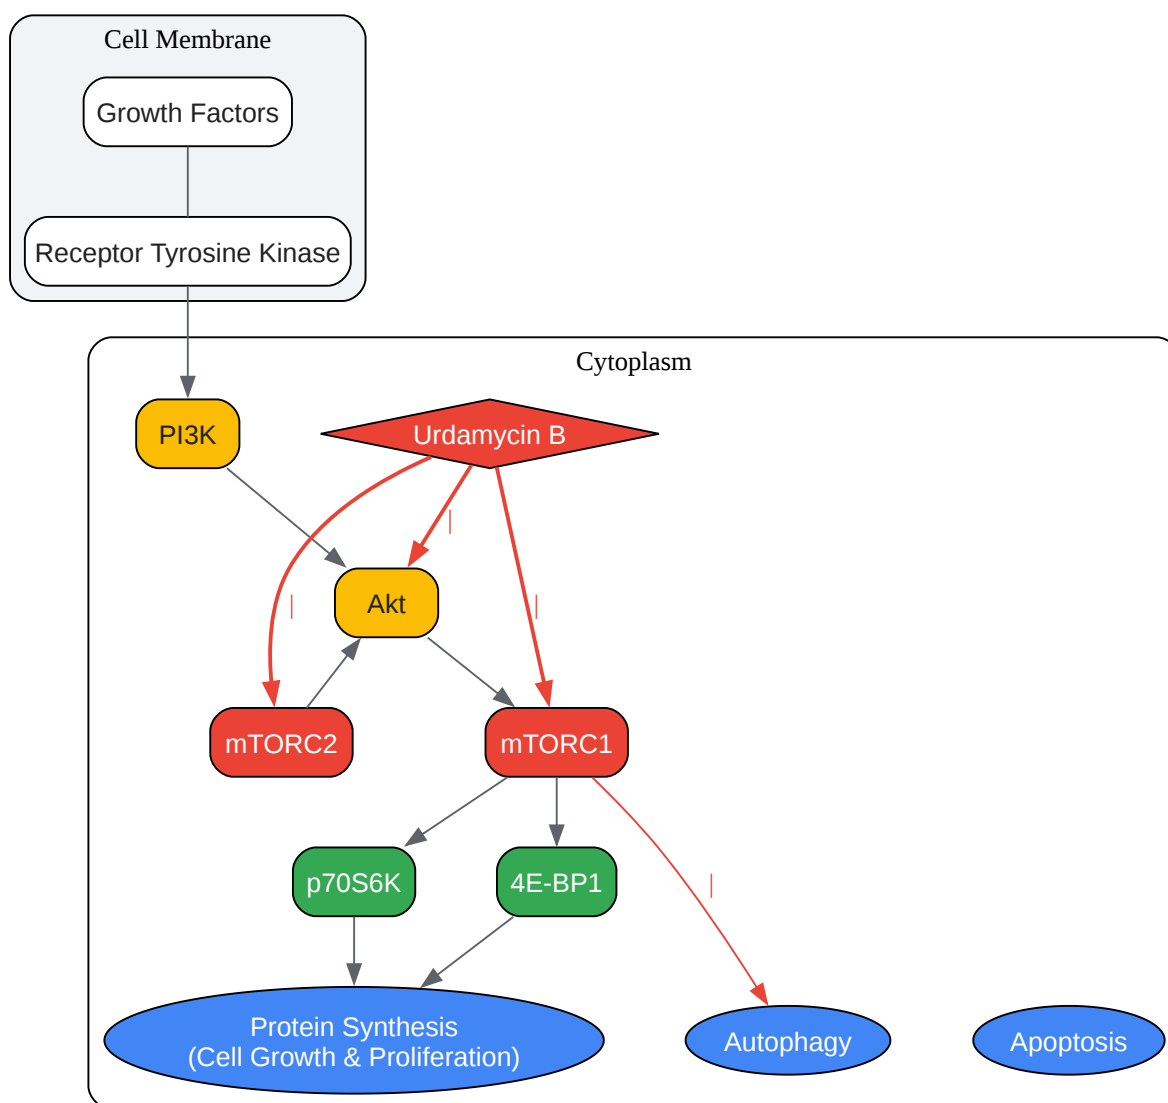 Cell Membrane
Growth Factors
Receptor Tyrosine Kinase
Cytoplasm
PI3K
Urdamycin B
|
Akt
|
|
mTORC2
mTORC1
p70S6K
4E-BP1
|
Protein Synthesis
(Cell Growth & Proliferation)
Autophagy
Apoptosis